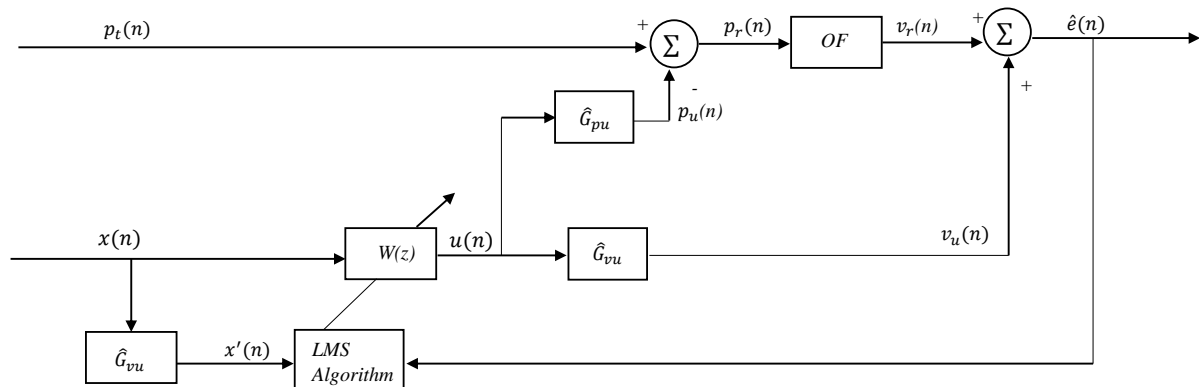 p_t(n)
+
Σ
p_r(n)
OF
v_r(n)
+
Σ
ê(n)
-
+
Ĝ_pu
p_u(n)
x(n)
W(z)
u(n)
Ĝ_vu
v_u(n)
Ĝ_vu
x′(n)
LMS
Algorithm